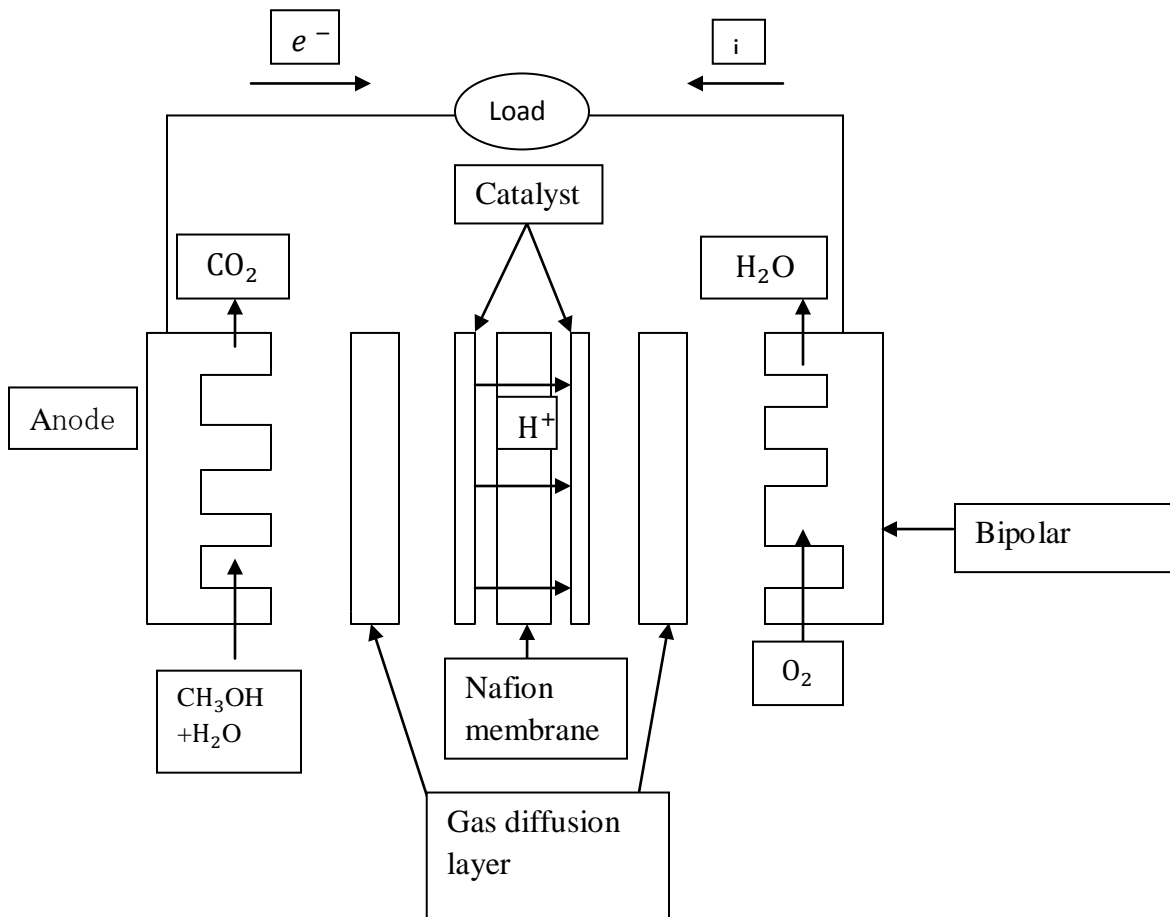 e⁻
i
Load
Catalyst
CO₂
H₂O
Anode
H⁺
Bipolar
CH₃OH
+H₂O
Nafion
membrane
O₂
Gas diffusion
layer